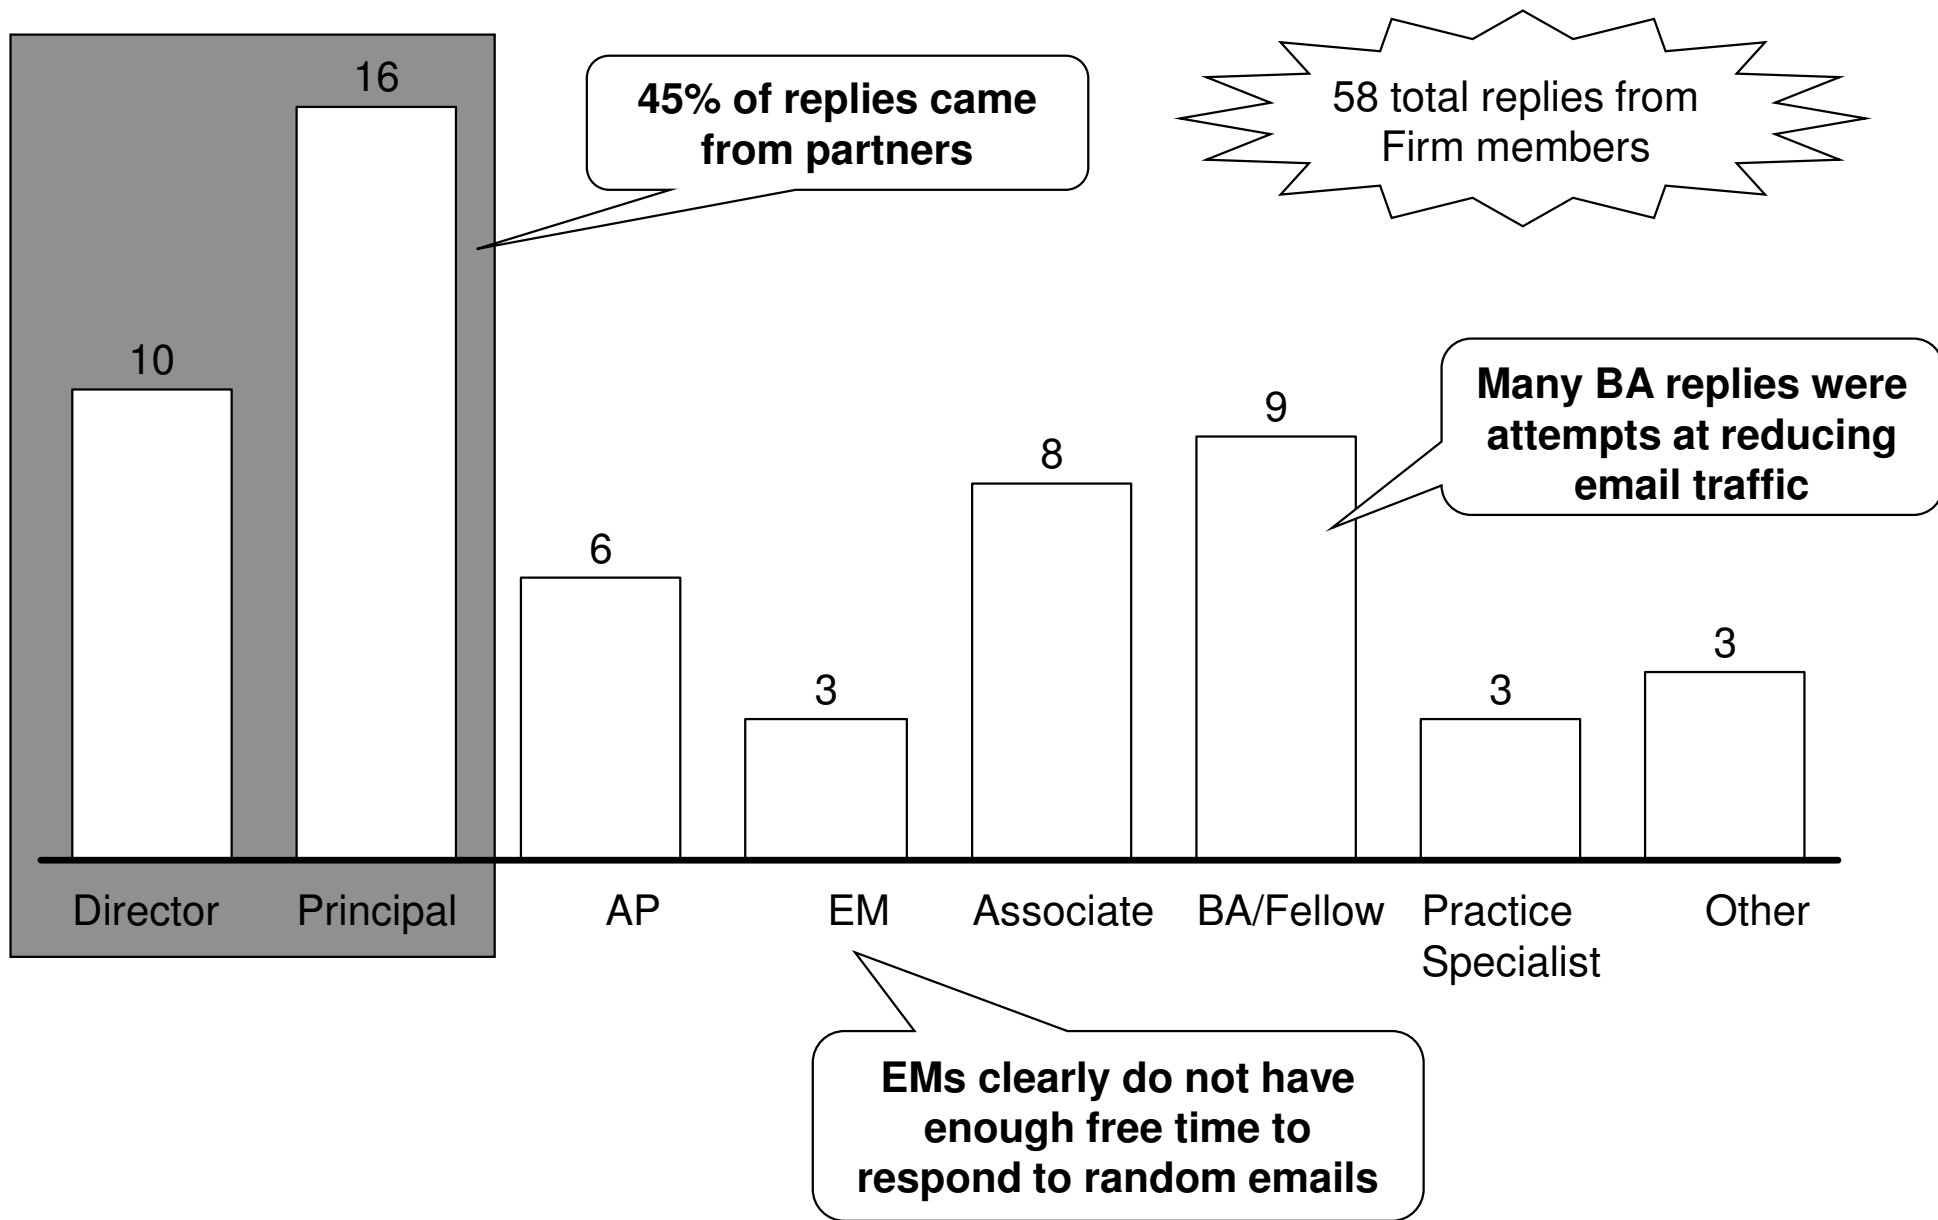 16
45% of replies came
from partners
58 total replies from
Firm members
10
6
3
8
9
Many BA replies were
attempts at reducing
email traffic
3
3
Director
Principal
AP
EM
Associate
BA/Fellow
Practice
Specialist
Other
EMs clearly do not have
enough free time to
respond to random emails